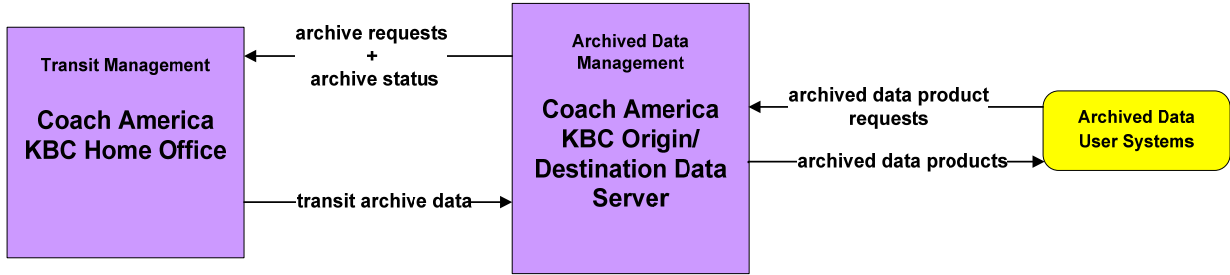 Transit Management
Coach America
KBC Home Office
archive requests
+
archive status
transit archive data
Archived Data
Management
Coach America
KBC Origin/
Destination Data
Server
archived data product
requests
archived data products
Archived Data
User Systems